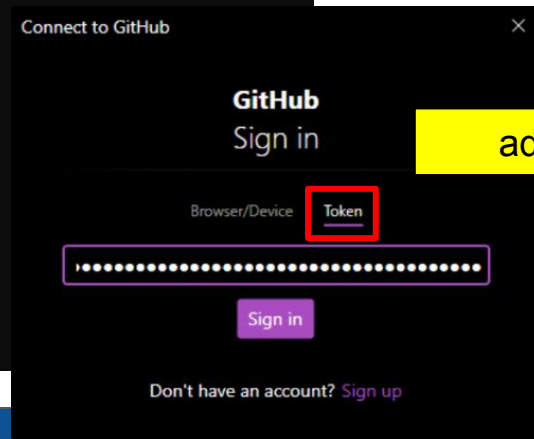 Connect to GitHub
GitHub
Sign in
Browser/Device Token
Sign in
Don't have an account? Sign up